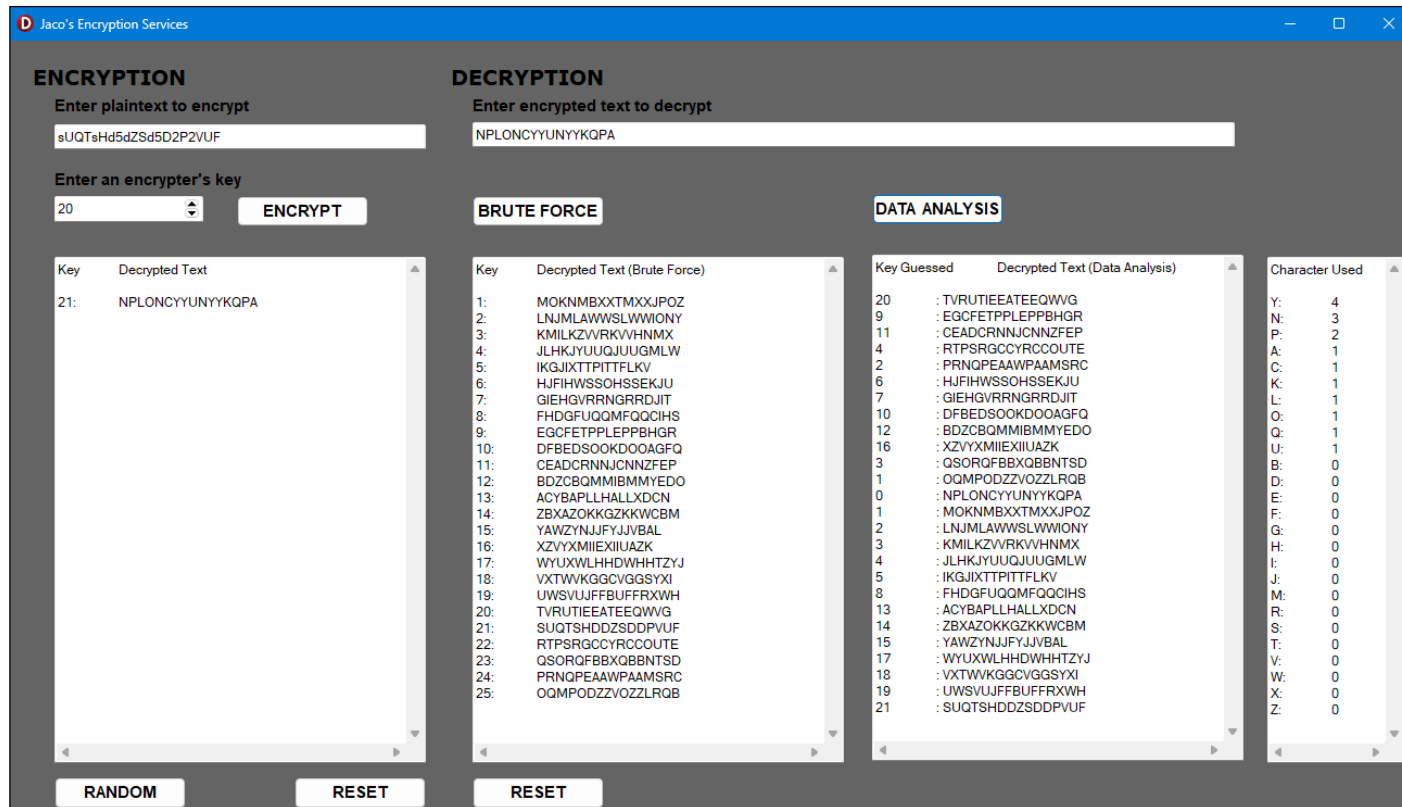 Jaco's Encryption Services
ENCRYPTION
Enter plaintext to encrypt
sUQTsHd5dZSd5D2P2VUF
Enter an encrypter's key
20
ENCRYPT
Key Decrypted Text
21: NPLONCYYUNYYKQPA
RANDOM
RESET
DECRYPTION
Enter encrypted text to decrypt
NPLONCYYUNYYKQPA
BRUTE FORCE
Key Decrypted Text (Brute Force)
1: MOKNMBXXTMXXJPOZ
2: LNJMLAWWSLWWIONY
3: KMILKZVVRKVVHNMX
4: JLHKJYUUQJUUGMLW
5: IKGJIXTTPITTFLKV
6: HJFIHWSSOHSSEKJU
7: GIEHGVRRNGRRDJIT
8: FHDGFUQQMFQQCIHS
9: EGCFETPPLEPPBHGR
10: DFBEDSOOKDOOAGFQ
11: CEADCRNNJCNNZFEP
12: BDZCBQMMIBMMYEDO
13: ACYBAPLLHALLXDCN
14: ZBXAZOKKGZKKWCBM
15: YAWZYNJJFYJJVBAL
16: XZVYXMIIEXIIUAZK
17: WYUXWLHHDWHHTZYJ
18: VXTWVKGGCVGGSYXI
19: UWSVUJFFBUFFRXWH
20: TVRUTIEEATEEQWVG
21: SUQTSHDDZSDDPVUF
22: RTPSRGCCYRCCOUTE
23: QSORQFBBXQBBNTSD
24: PRNQPEAAWPAAMSRC
25: OQMPODZZVOZZLRQB
RESET
DATA ANALYSIS
Key Guessed Decrypted Text (Data Analysis)
20 : TVRUTIEEATEEQWVG
9 : EGCFETPPLEPPBHGR
11 : CEADCRNNJCNNZFEP
4 : RTPSRGCCYRCCOUTE
2 : PRNQPEAAWPAAMSRC
6 : HJFIHWSSOHSSEKJU
7 : GIEHGVRRNGRRDJIT
10 : DFBEDSOOKDOOAGFQ
12 : BDZCBQMMIBMMYEDO
16 : XZVYXMIIEXIIUAZK
3 : QSORQFBBXQBBNTSD
1 : OQMPODZZVOZZLRQB
0 : NPLONCYYUNYYKQPA
1 : MOKNMBXXTMXXJPOZ
2 : LNJMLAWWSLWWIONY
3 : KMILKZVVRKVVHNMX
4 : JLHKJYUUQJUUGMLW
5 : IKGJIXTTPITTFLKV
8 : FHDGFUQQMFQQCIHS
13 : ACYBAPLLHALLXDCN
14 : ZBXAZOKKGZKKWCBM
15 : YAWZYNJJFYJJVBAL
17 : WYUXWLHHDWHHTZYJ
18 : VXTWVKGGCVGGSYXI
19 : UWSVUJFFBUFFRXWH
21 : SUQTSHDDZSDDPVUF
Character Used
Y: 4
N: 3
P: 2
A: 1
C: 1
K: 1
L: 1
O: 1
Q: 1
U: 1
B: 0
D: 0
E: 0
F: 0
G: 0
H: 0
I: 0
J: 0
M: 0
R: 0
S: 0
T: 0
V: 0
W: 0
X: 0
Z: 0